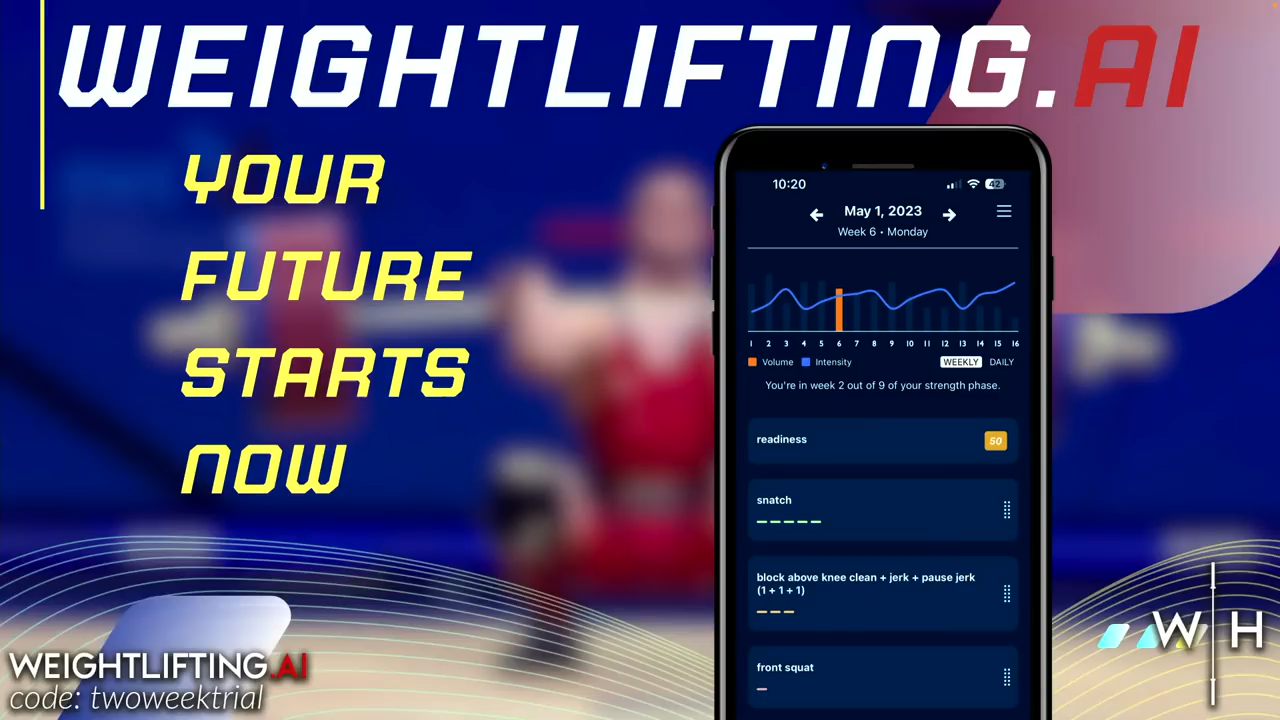 WEIGHTLIFTING.AI
YOUR
FUTURE
STARTS
NOW
10:20
42
May 1, 2023
Week 6 • Monday
1 2 3 4 5 6 7 8 9 10 11 12 13 14 15 16
Volume Intensity WEEKLY DAILY
You're in week 2 out of 9 of your strength phase.
readiness 50
snatch
block above knee clean + jerk + pause jerk
(1 + 1 + 1)
front squat
WEIGHTLIFTING.AI
code: twoweektrial
W H